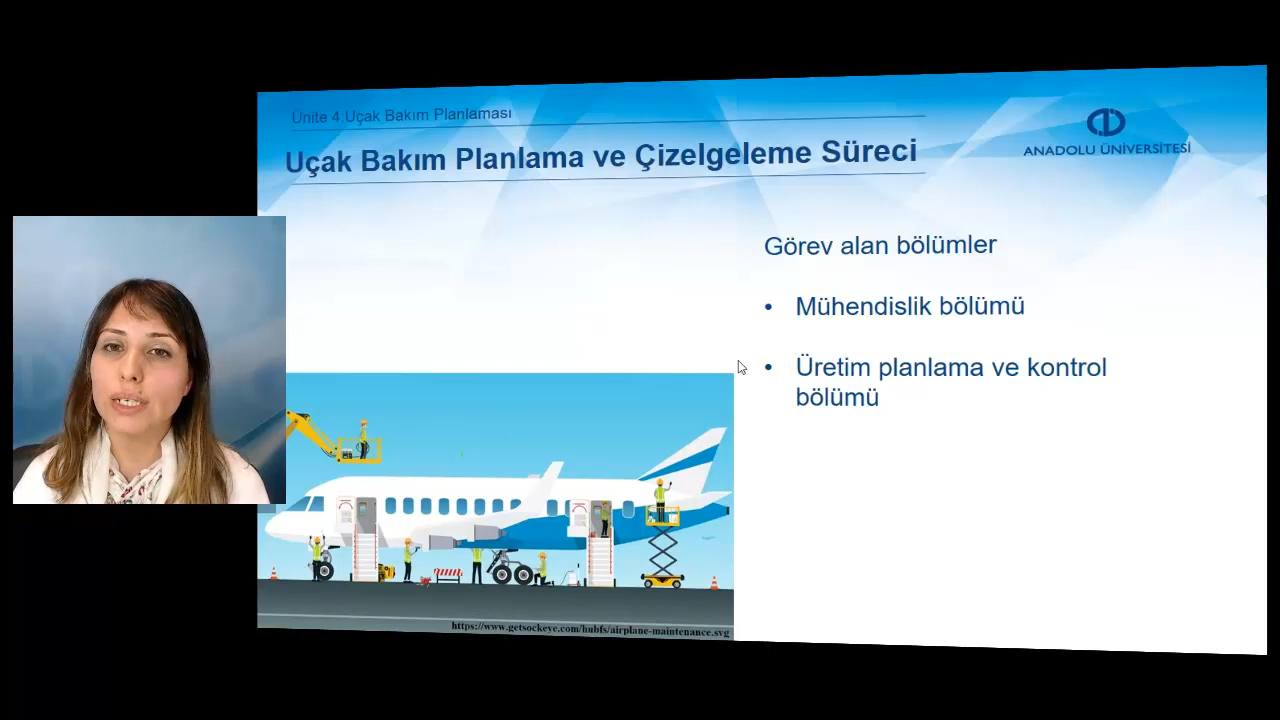 Ünite 4:Uçak Bakım Planlaması
Uçak Bakım Planlama ve Çizelgeleme Süreci
ANADOLU ÜNİVERSİTESİ
Görev alan bölümler
• Mühendislik bölümü
• Üretim planlama ve kontrol
bölümü
https://www.getsockeye.com/hubfs/airplane-maintenance.svg